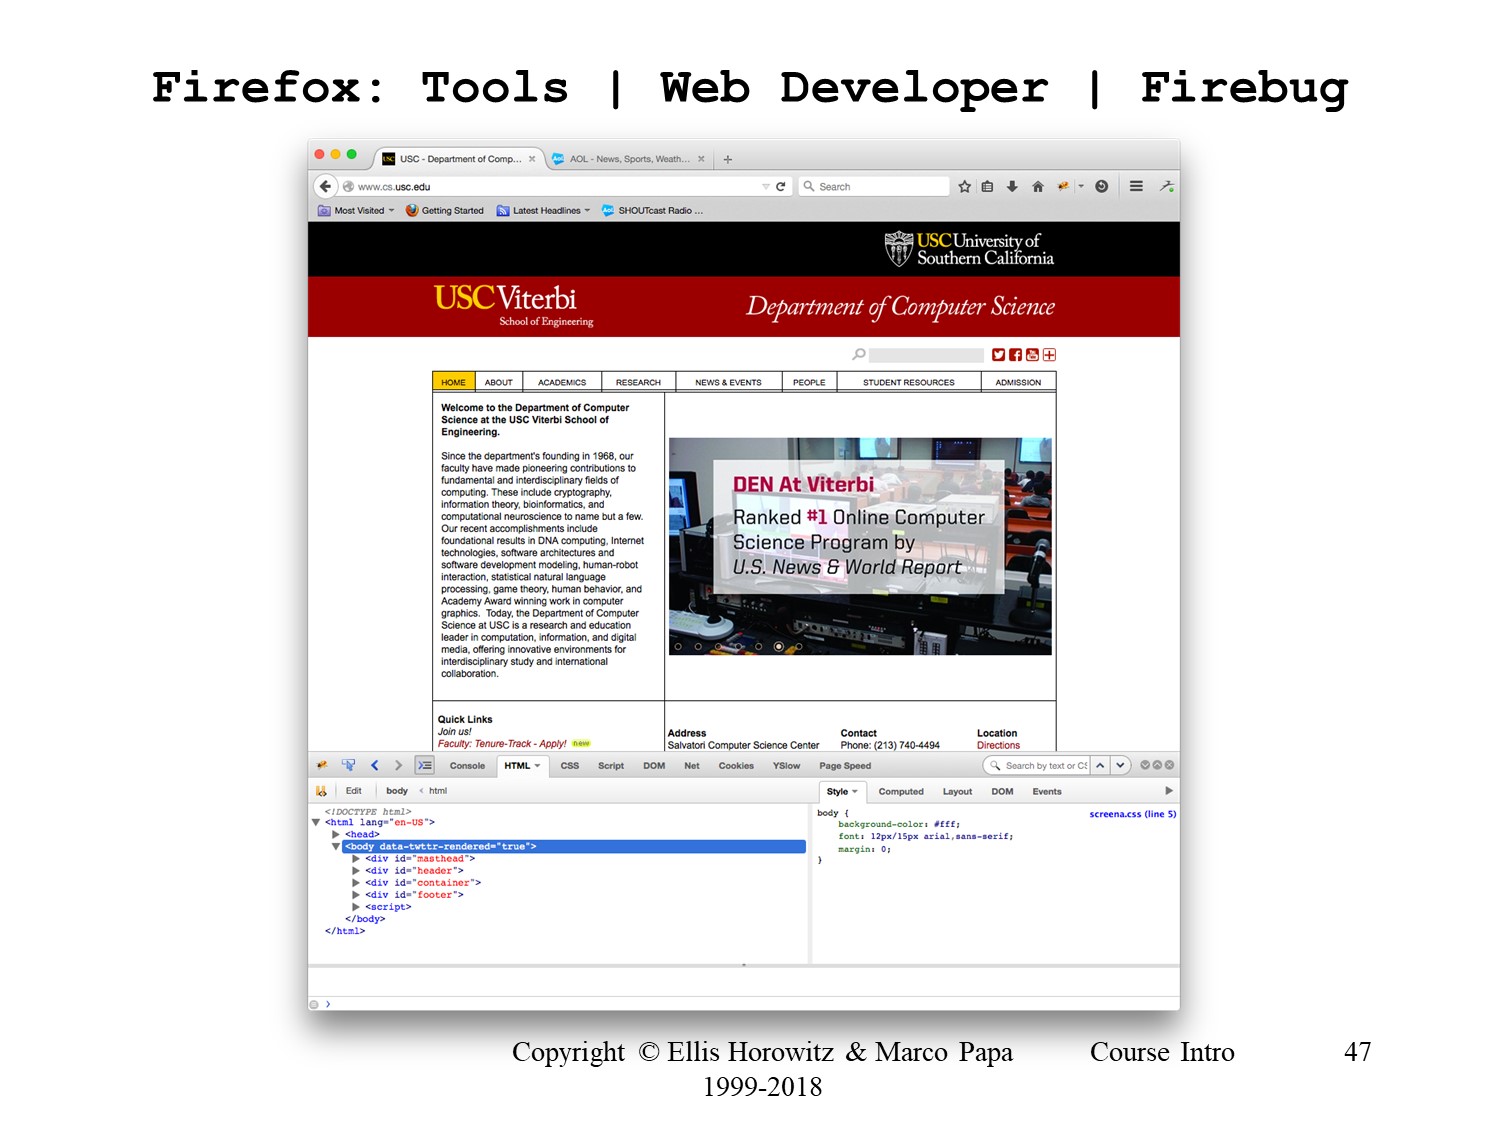 Firefox: Tools | Web Developer | Firebug
USC - Department of Comp...
AOL - News, Sports, Weath...
www.cs.usc.edu
Search
Most Visited
Getting Started
Latest Headlines
SHOUTcast Radio ...
USC University of
Southern California
USC Viterbi
School of Engineering
Department of Computer Science
HOME
ABOUT
ACADEMICS
RESEARCH
NEWS & EVENTS
PEOPLE
STUDENT RESOURCES
ADMISSION
Welcome to the Department of Computer
Science at the USC Viterbi School of
Engineering.
Since the department's founding in 1968, our
faculty have made pioneering contributions to
fundamental and interdisciplinary fields of
computing. These include cryptography,
information theory, bioinformatics, and
computational neuroscience to name but a few.
Our recent accomplishments include
foundational results in DNA computing, Internet
technologies, software architectures and
software development modeling, human-robot
interaction, statistical natural language
processing, game theory, human behavior, and
Academy Award winning work in computer
graphics. Today, the Department of Computer
Science at USC is a research and education
leader in computation, information, and digital
media, offering innovative environments for
interdisciplinary study and international
collaboration.
DEN At Viterbi
Ranked #1 Online Computer
Science Program by
U.S. News & World Report
Quick Links
Join us!
Faculty: Tenure-Track - Apply! new
Address
Salvatori Computer Science Center
Contact
Phone: (213) 740-4494
Location
Directions
Console
HTML
CSS
Script
DOM
Net
Cookies
YSlow
Page Speed
Search by text or CS
Edit
body < html
Style
Computed
Layout
DOM
Events
<!DOCTYPE html>
<html lang="en-US">
<head>
<body data-twttr-rendered="true">
<div id="masthead">
<div id="header">
<div id="container">
<div id="footer">
<script>
</body>
</html>
body {
screena.css (line 5)
background-color: #fff;
font: 12px/15px arial,sans-serif;
margin: 0;
}
Copyright © Ellis Horowitz & Marco Papa
1999-2018
Course Intro
47